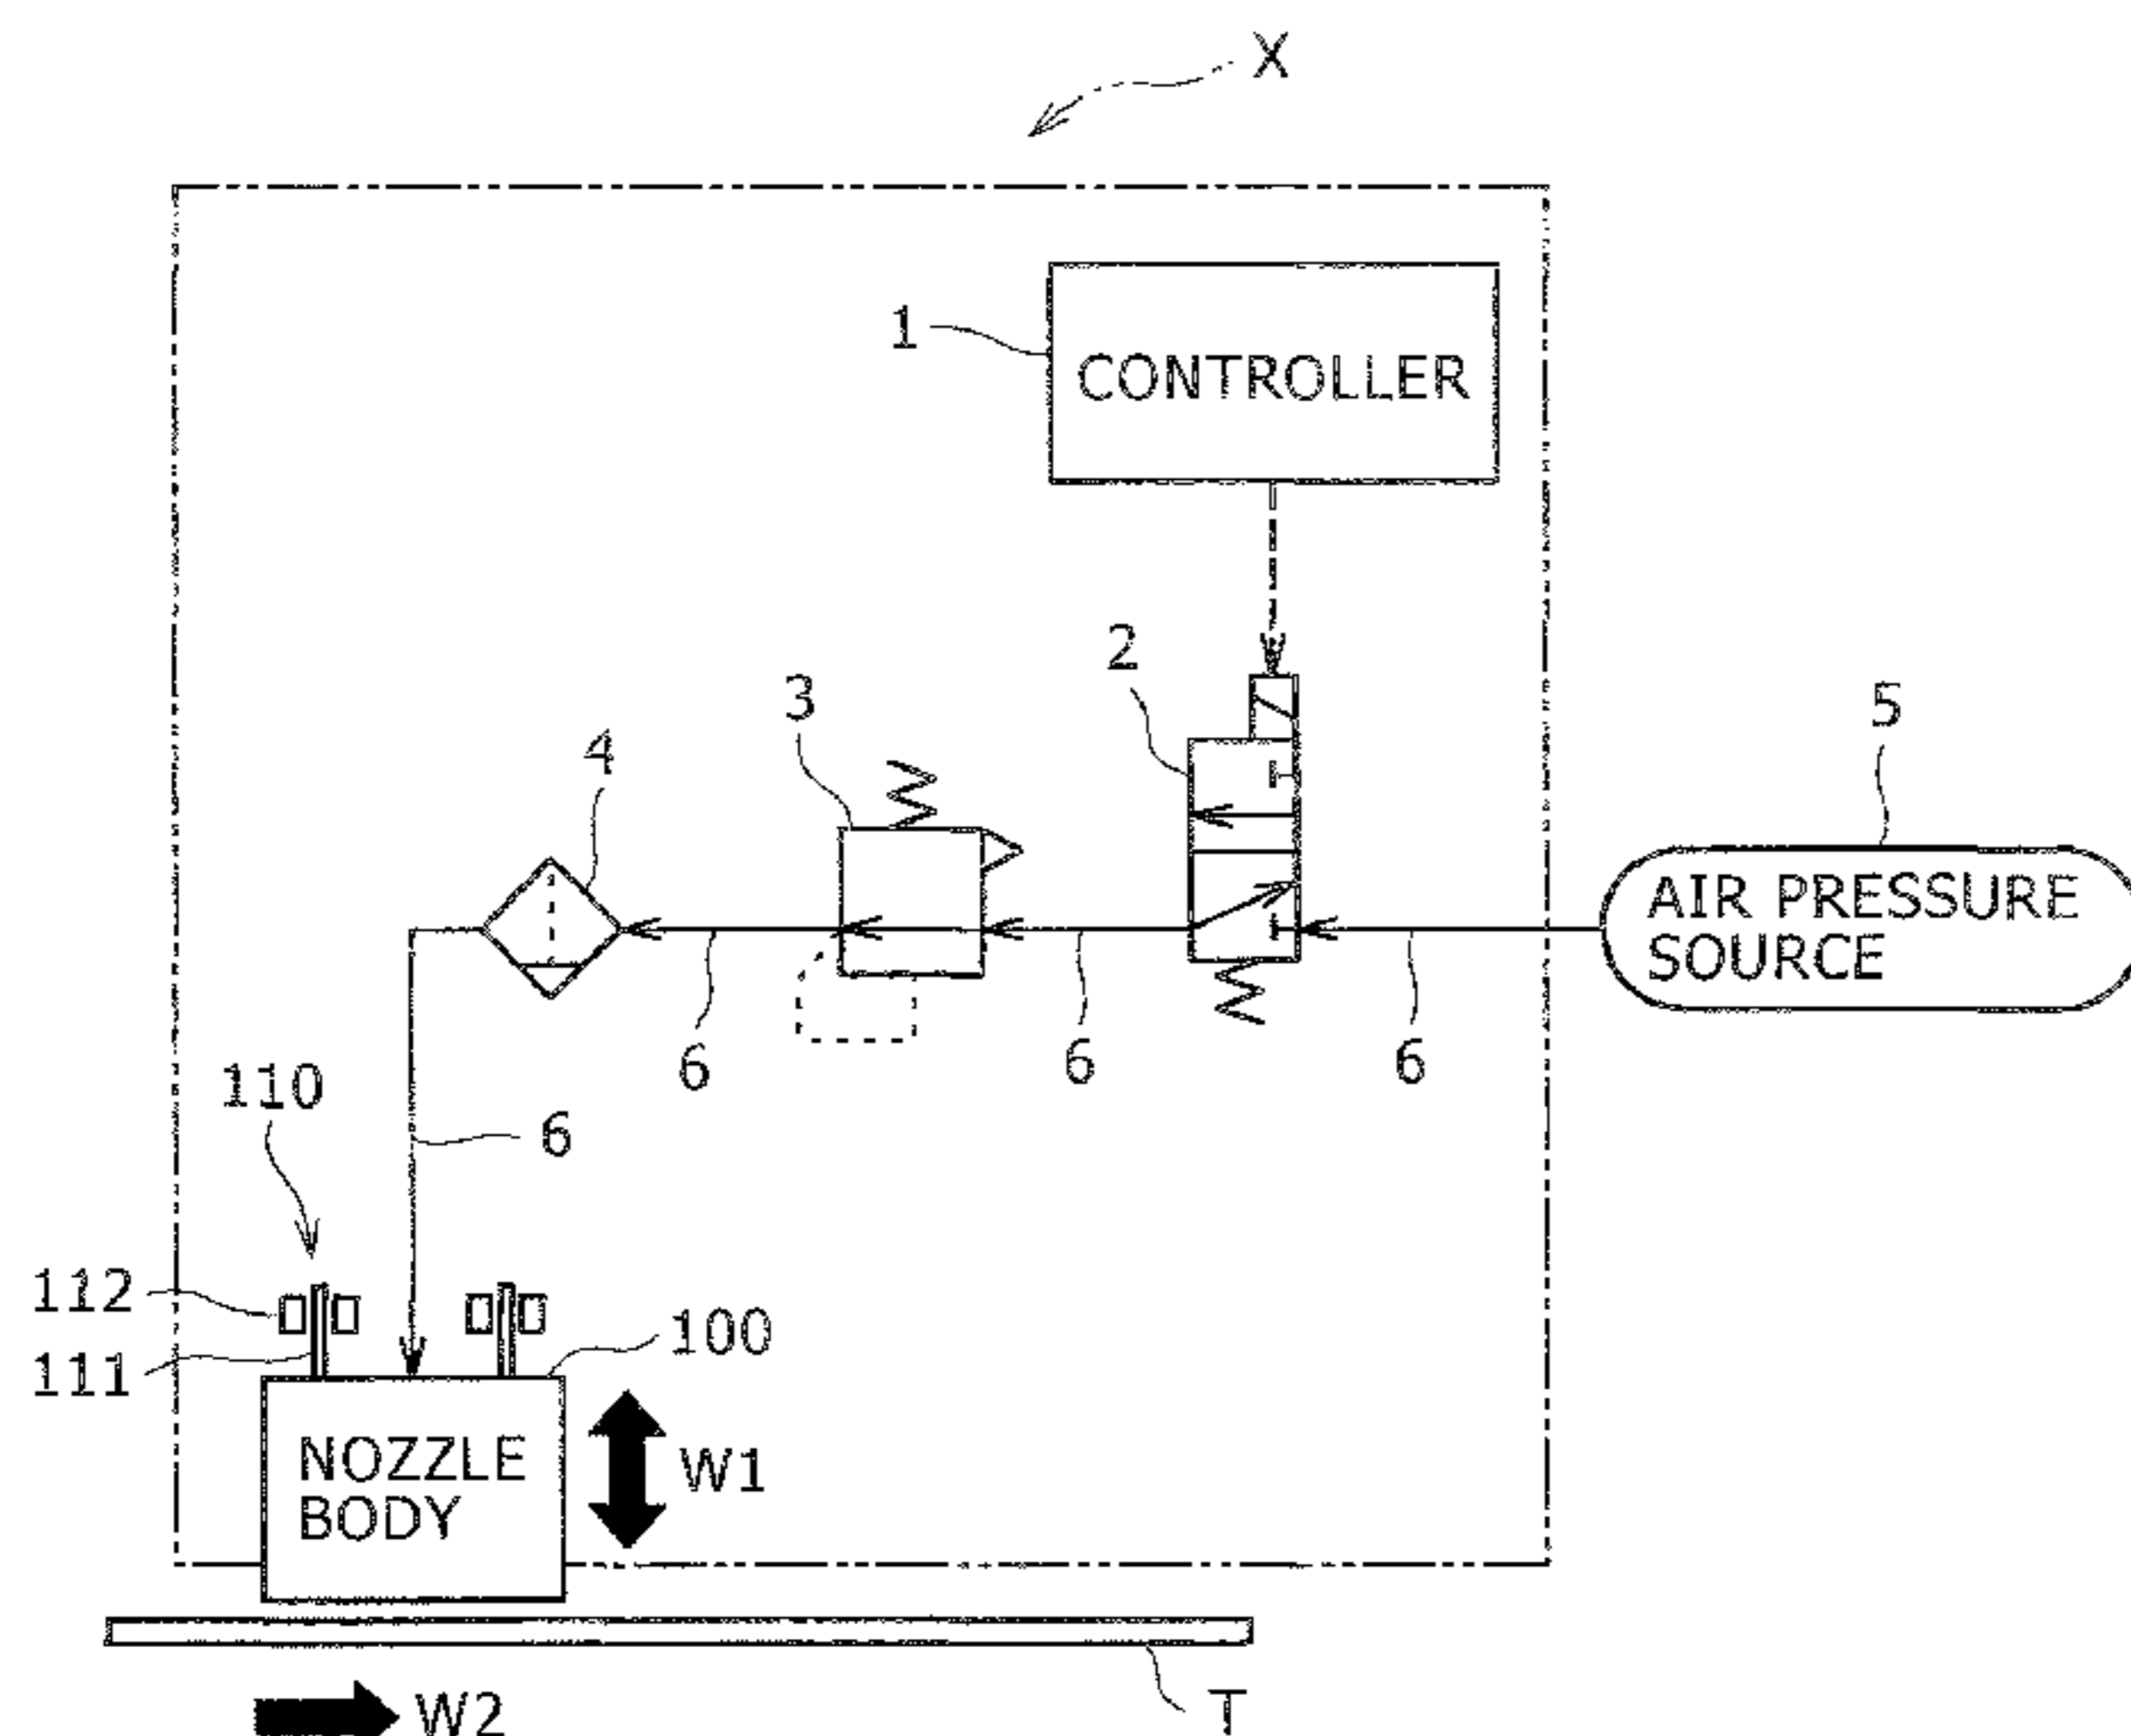 X
1
CONTROLLER
2
3
4
5
AIR PRESSURE
SOURCE
6
6
6
110
6
112
100
111
NOZZLE
BODY
W1
W2
T